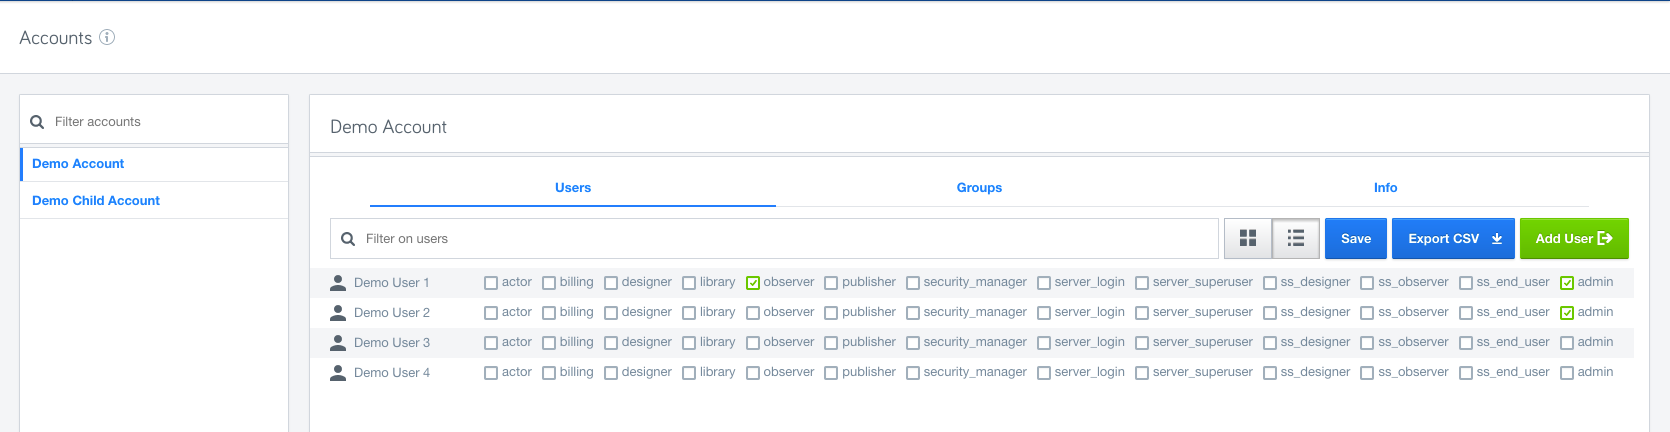 Accounts
Filter accounts
Demo Account
Demo Child Account
Demo Account
Users Groups Info
Filter on users Save Export CSV Add User
Demo User 1 actor billing designer library observer publisher security_manager server_login server_superuser ss_designer ss_observer ss_end_user admin
Demo User 2 actor billing designer library observer publisher security_manager server_login server_superuser ss_designer ss_observer ss_end_user admin
Demo User 3 actor billing designer library observer publisher security_manager server_login server_superuser ss_designer ss_observer ss_end_user admin
Demo User 4 actor billing designer library observer publisher security_manager server_login server_superuser ss_designer ss_observer ss_end_user admin